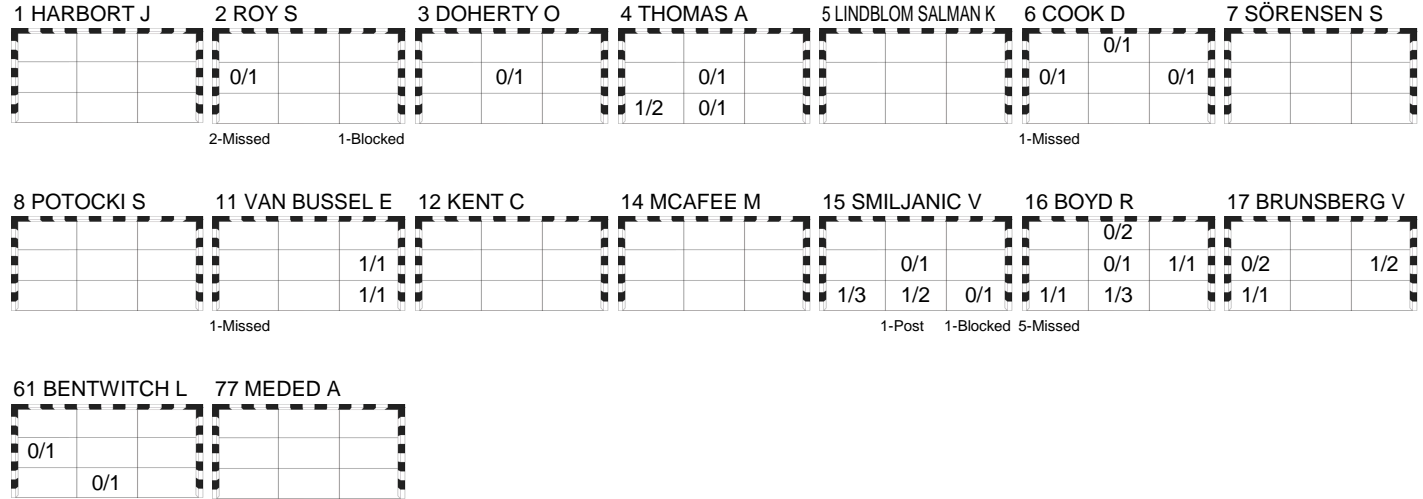 1 HARBORT J 2 ROY S 3 DOHERTY O 4 THOMAS A 5 LINDBLOM SALMAN K 6 COOK D 7 SÖRENSEN S
0/1
0/1 0/1 0/1 0/1 0/1
1/2 0/1
2-Missed 1-Blocked 1-Missed
8 POTOCKI S 11 VAN BUSSEL E 12 KENT C 14 MCAFEE M 15 SMILJANIC V 16 BOYD R 17 BRUNSBERG V
0/2
1/1 0/1 0/1 1/1 0/2 1/2
1/1 1/3 1/2 0/1 1/1 1/3 1/1
1-Missed 1-Post 1-Blocked 5-Missed
61 BENTWITCH L 77 MEDED A
0/1
0/1